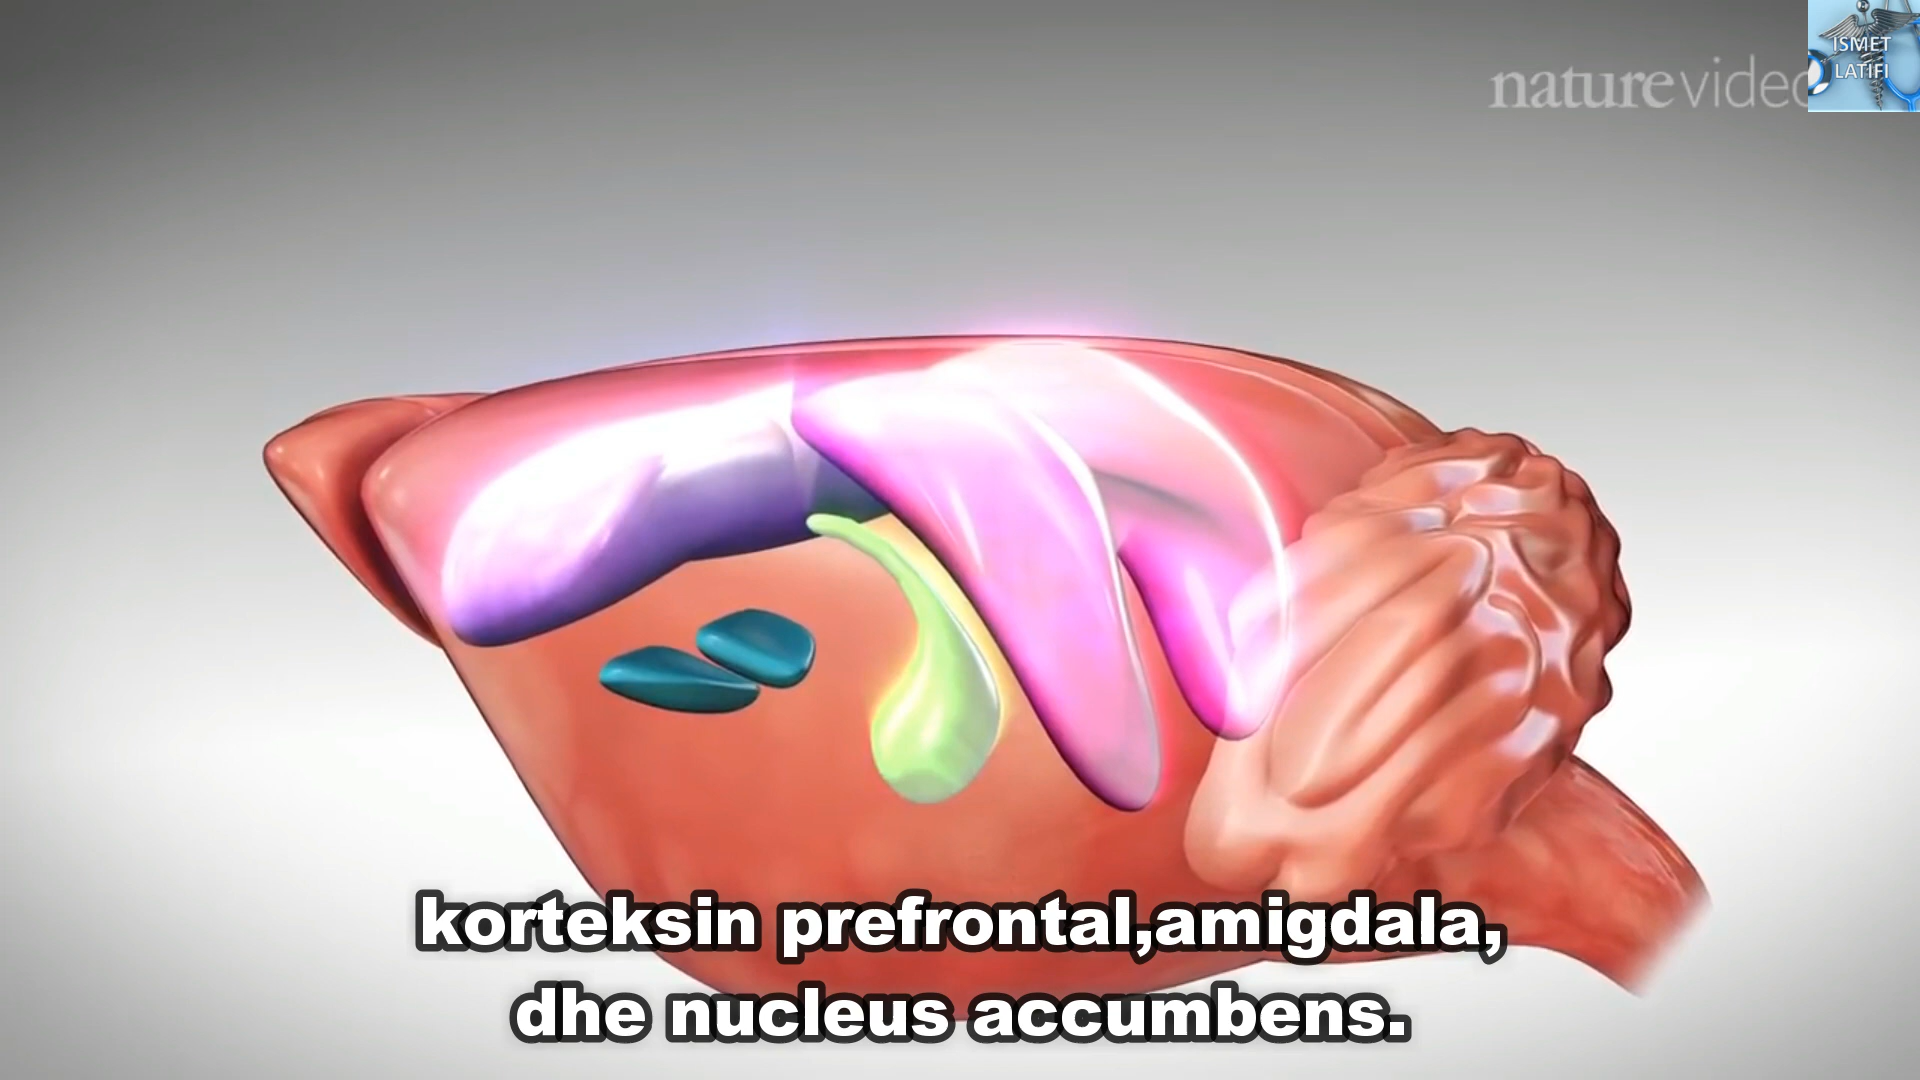 naturevideo
ISMET
LATIFI
korteksin prefrontal,amigdala,
dhe nucleus accumbens.